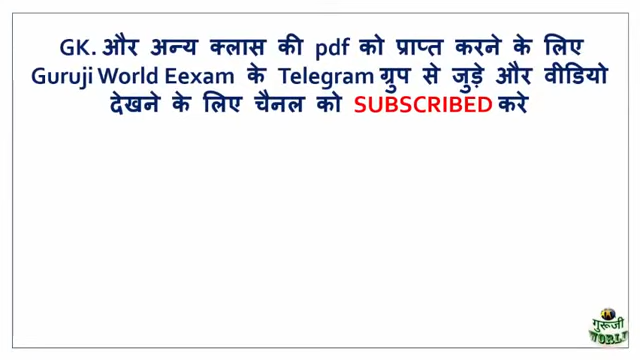 GK. और अन्य क्लास की pdf को प्राप्त करने के लिए
Guruji World Eexam के Telegram ग्रुप से जुड़े और वीडियो
देखने के लिए चैनल को SUBSCRIBED करे
गुरूजी
WORLD